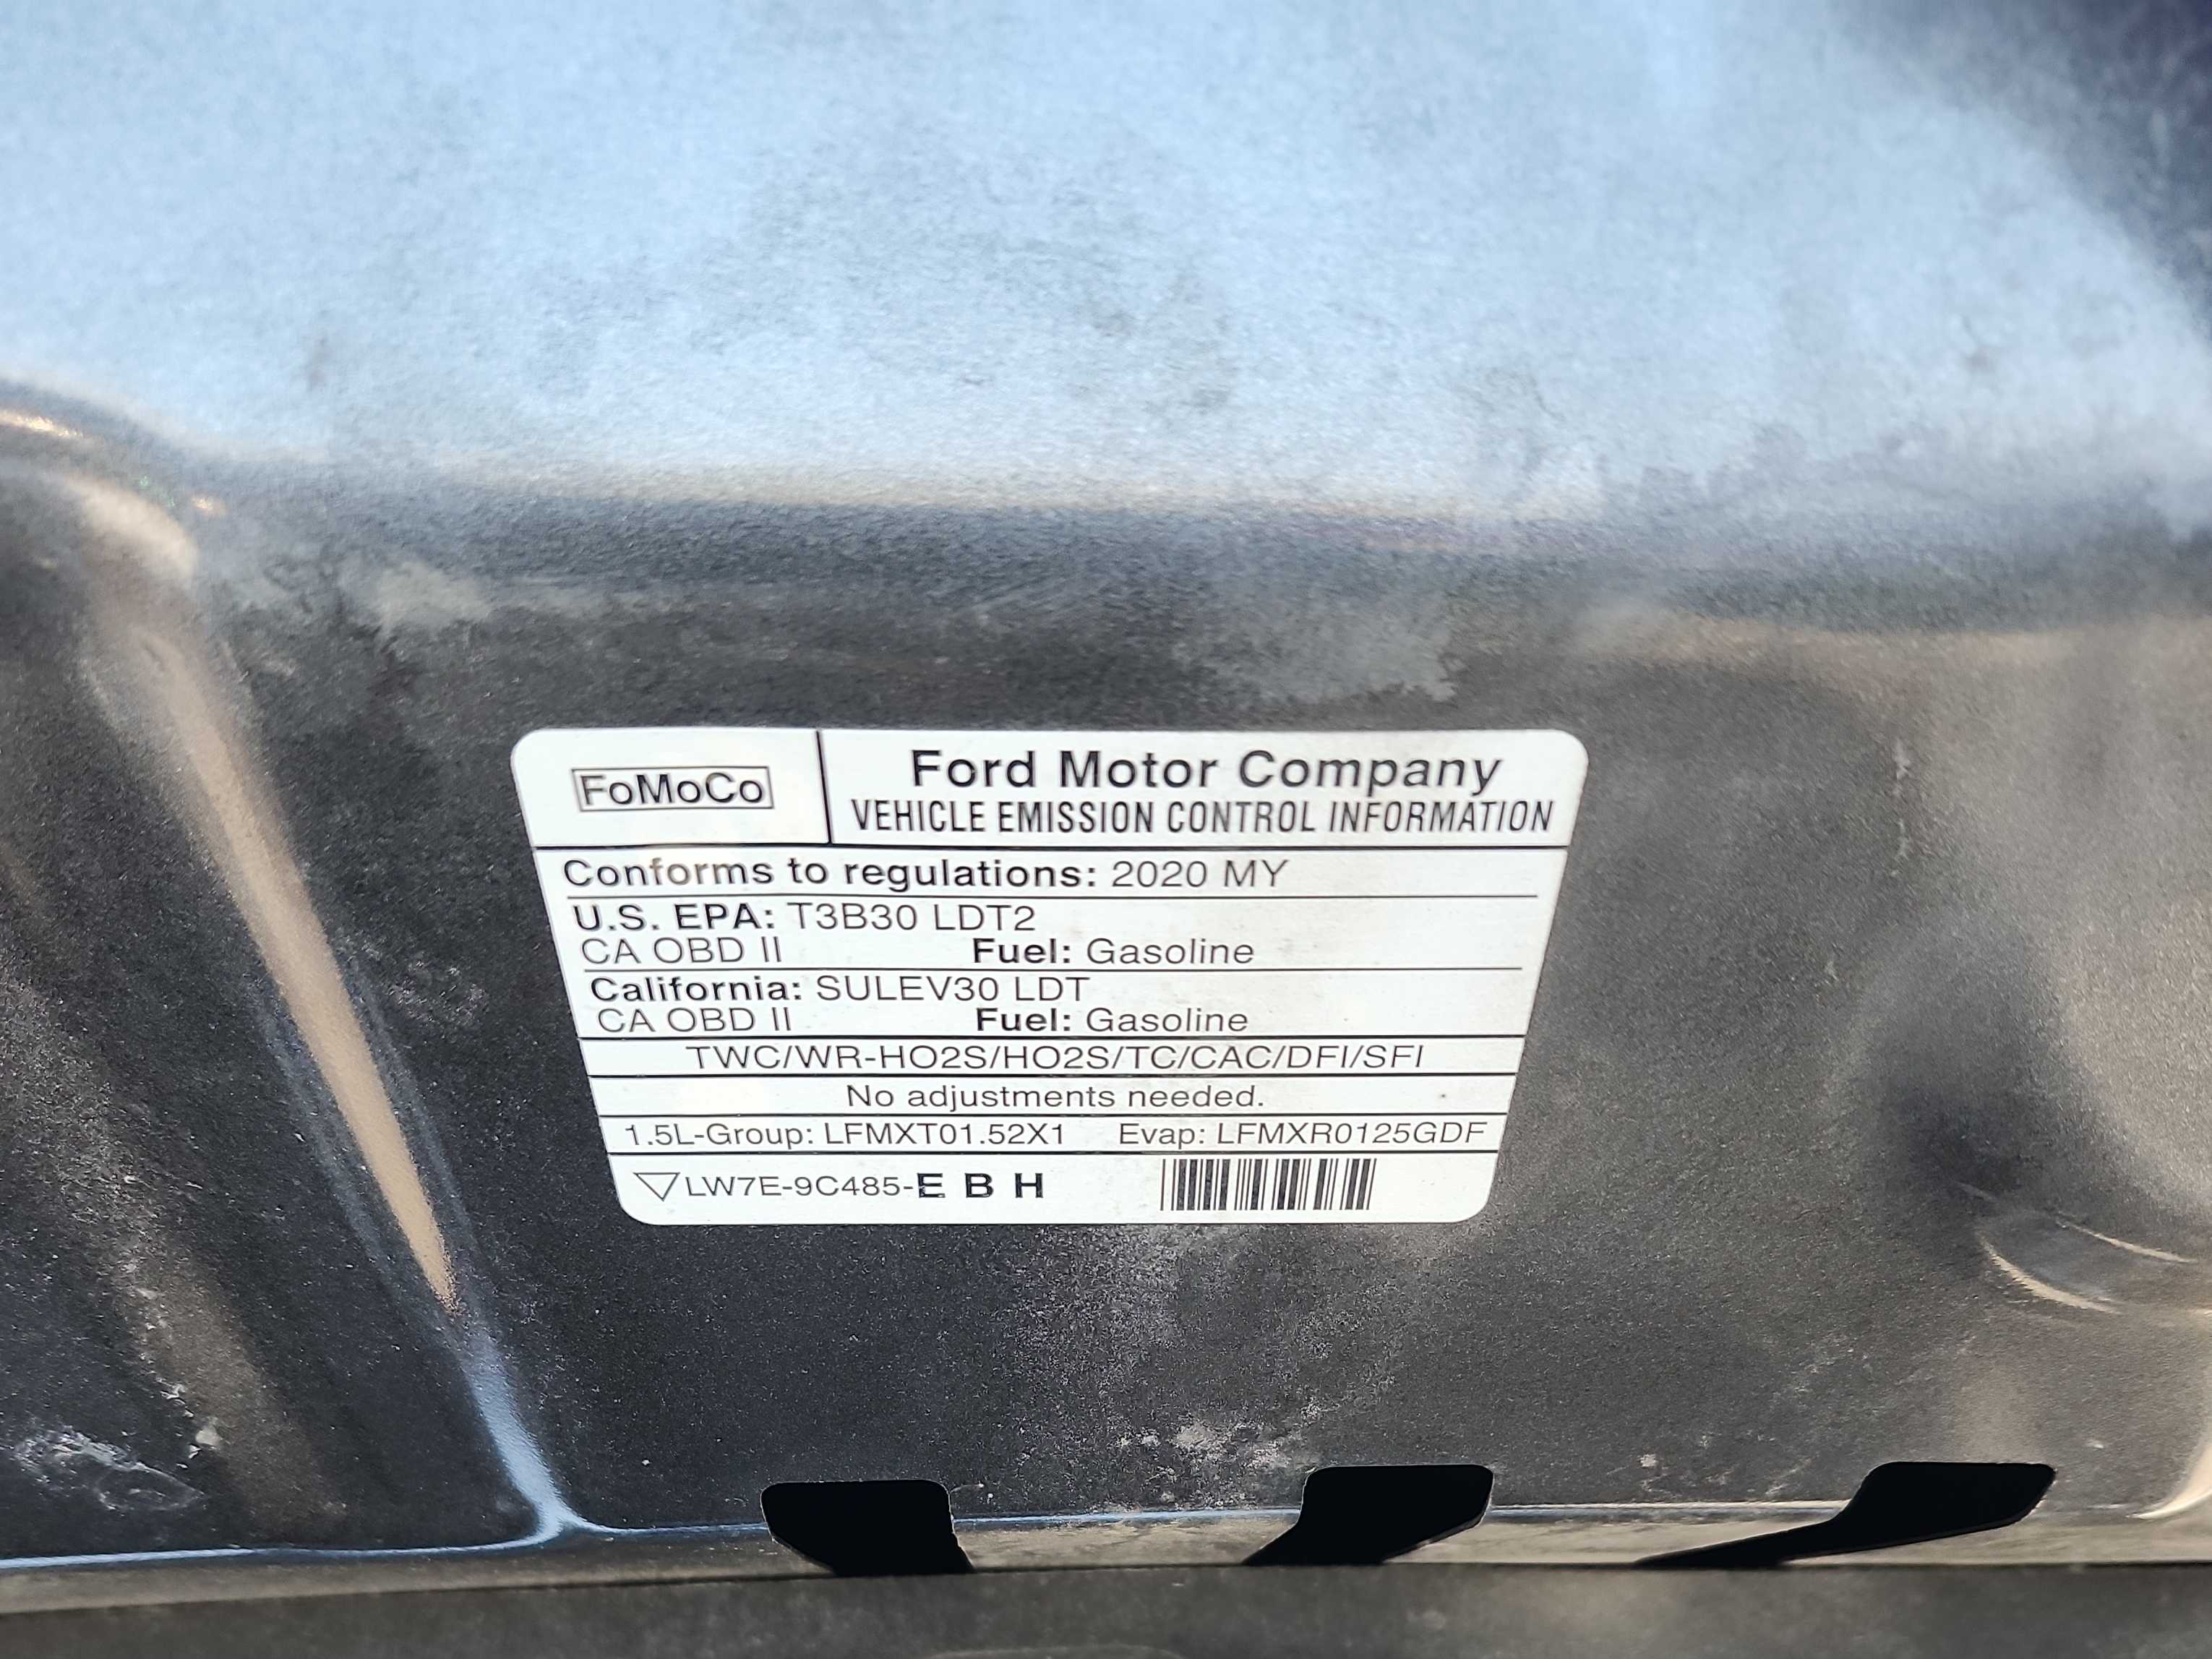 FoMoCo
Ford Motor Company
VEHICLE EMISSION CONTROL INFORMATION
Conforms to regulations: 2020 MY
U.S. EPA: T3B30 LDT2
CA OBD II Fuel: Gasoline
California: SULEV30 LDT
CA OBD II Fuel: Gasoline
TWC/WR-HO2S/HO2S/TC/CAC/DFI/SFI
No adjustments needed.
1.5L-Group: LFMXT01.52X1 Evap: LFMXR0125GDF
LW7E-9C485-E B H